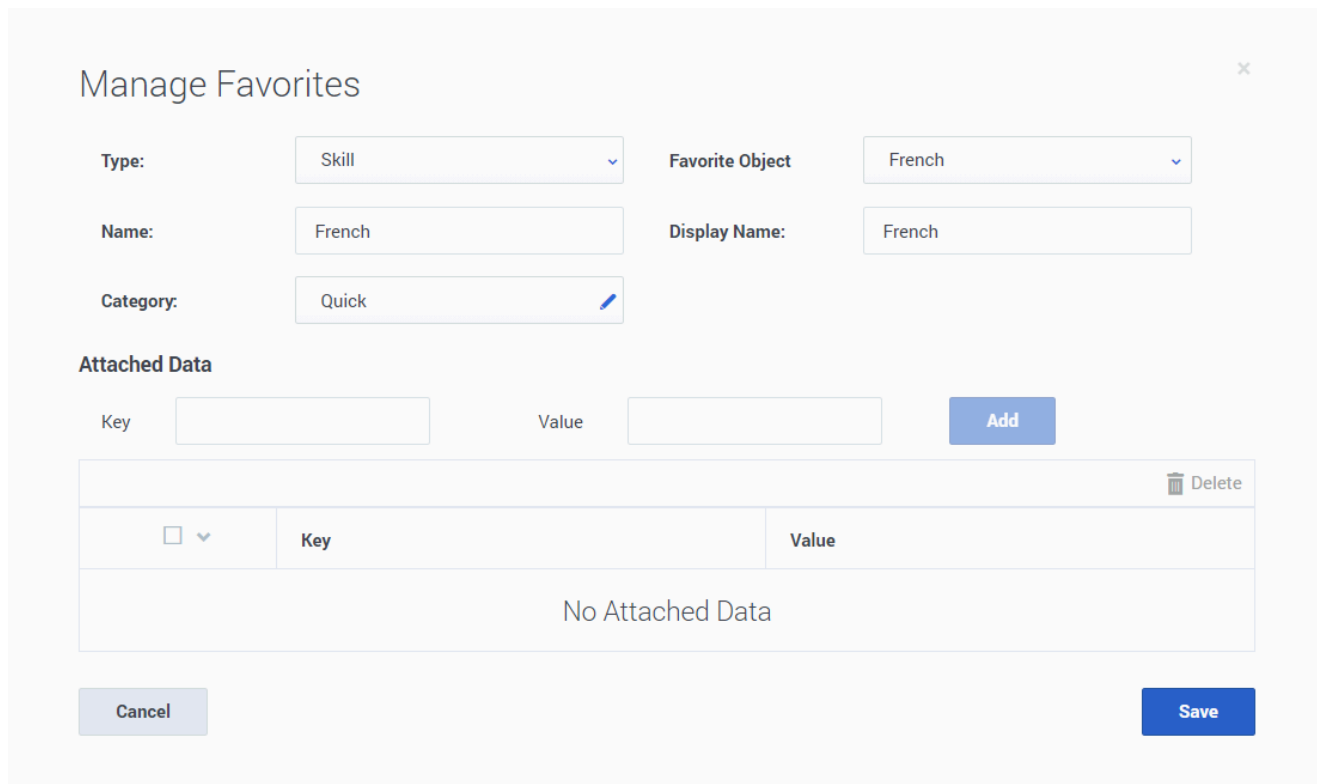 Manage Favorites
×
Type: Skill Favorite Object French
Name: French Display Name: French
Category: Quick
Attached Data
Key Value Add
Delete
Key Value
No Attached Data
Cancel Save